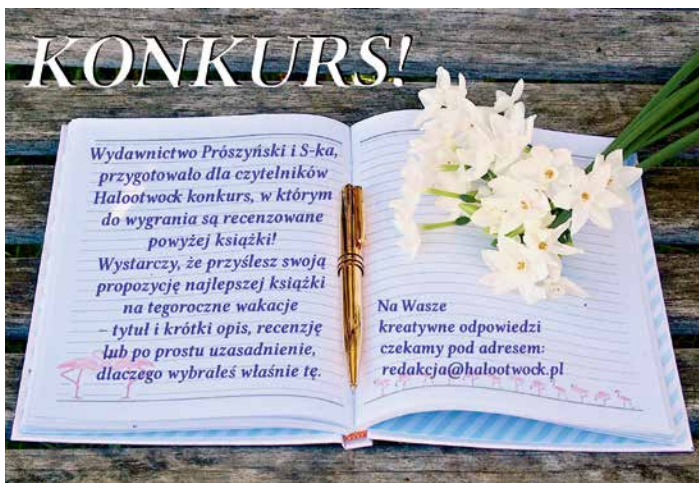 KONKURS!
Wydawnictwo Prószyński i S-ka,
przygotowało dla czytelników
Halootwock konkurs, w którym
do wygrania są recenzowane
powyżej książki!
Wystarczy, że przyślesz swoją
propozycję najlepszej książki
na tegoroczne wakacje
– tytuł i krótki opis, recenzję
lub po prostu uzasadnienie,
dlaczego wybrałeś właśnie tę.
Na Wasze
kreatywne odpowiedzi
czekamy pod adresem:
redakcja@halootwock.pl